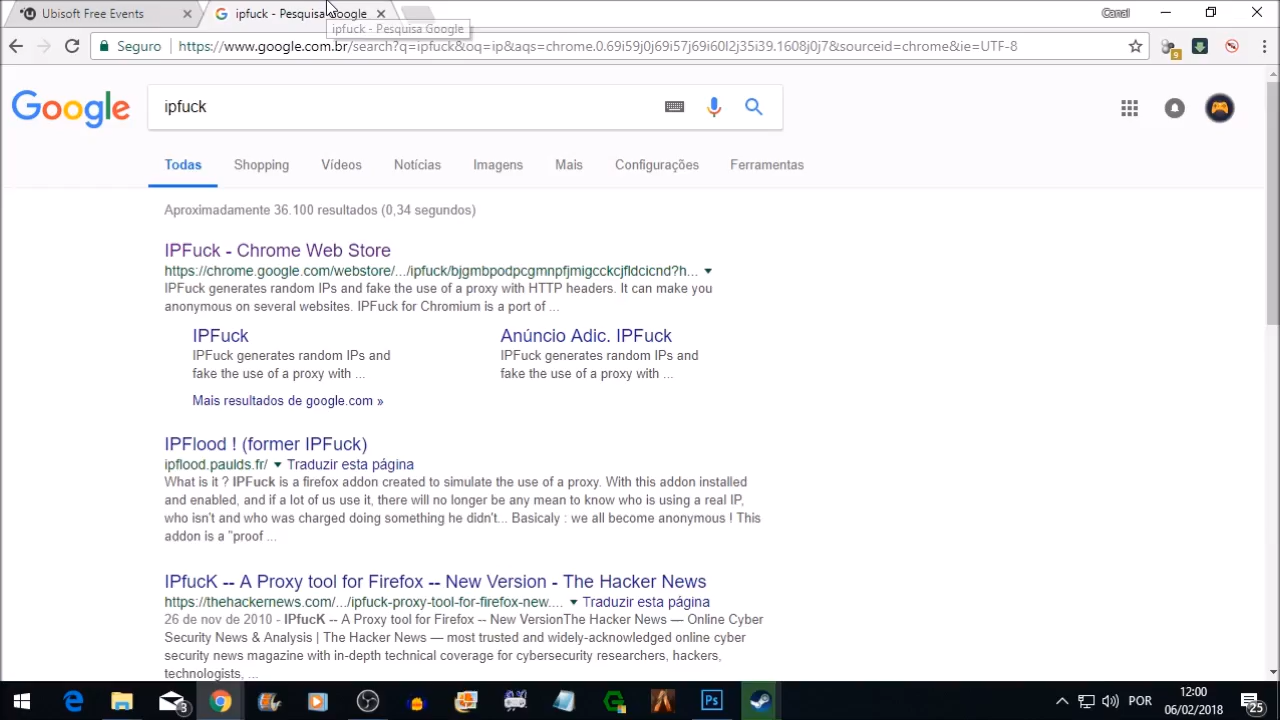 Ubisoft Free Events
ipfuck - Pesquisa Google
Canal
ipfuck - Pesquisa Google
Seguro
https://www.google.com.br/search?q=ipfuck&oq=ip&aqs=chrome.0.69i59j0j69i57j69i60l2j35i39.1608j0j7&sourceid=chrome&ie=UTF-8
9
Google
ipfuck
Todas
Shopping
Vídeos
Notícias
Imagens
Mais
Configurações
Ferramentas
Aproximadamente 36.100 resultados (0,34 segundos)
IPFuck - Chrome Web Store
https://chrome.google.com/webstore/.../ipfuck/bjgmbpodpcgmnpfjmigcckcjfldcicnd?h...
IPFuck generates random IPs and fake the use of a proxy with HTTP headers. It can make you
anonymous on several websites. IPFuck for Chromium is a port of ...
IPFuck
IPFuck generates random IPs and
fake the use of a proxy with ...
Anúncio Adic. IPFuck
IPFuck generates random IPs and
fake the use of a proxy with ...
Mais resultados de google.com »
IPFlood ! (former IPFuck)
ipflood.paulds.fr/ Traduzir esta página
What is it ? IPFuck is a firefox addon created to simulate the use of a proxy. With this addon installed
and enabled, and if a lot of us use it, there will no longer be any mean to know who is using a real IP,
who isn't and who was charged doing something he didn't... Basicaly : we all become anonymous ! This
addon is a "proof ...
IPfucK -- A Proxy tool for Firefox -- New Version - The Hacker News
https://thehackernews.com/.../ipfuck-proxy-tool-for-firefox-new.... Traduzir esta página
26 de nov de 2010 - IPfucK -- A Proxy tool for Firefox -- New VersionThe Hacker News — Online Cyber
Security News & Analysis | The Hacker News — most trusted and widely-acknowledged online cyber
security news magazine with in-depth technical coverage for cybersecurity researchers, hackers,
technologists, ...
3
Ps
POR
12:00
06/02/2018
25